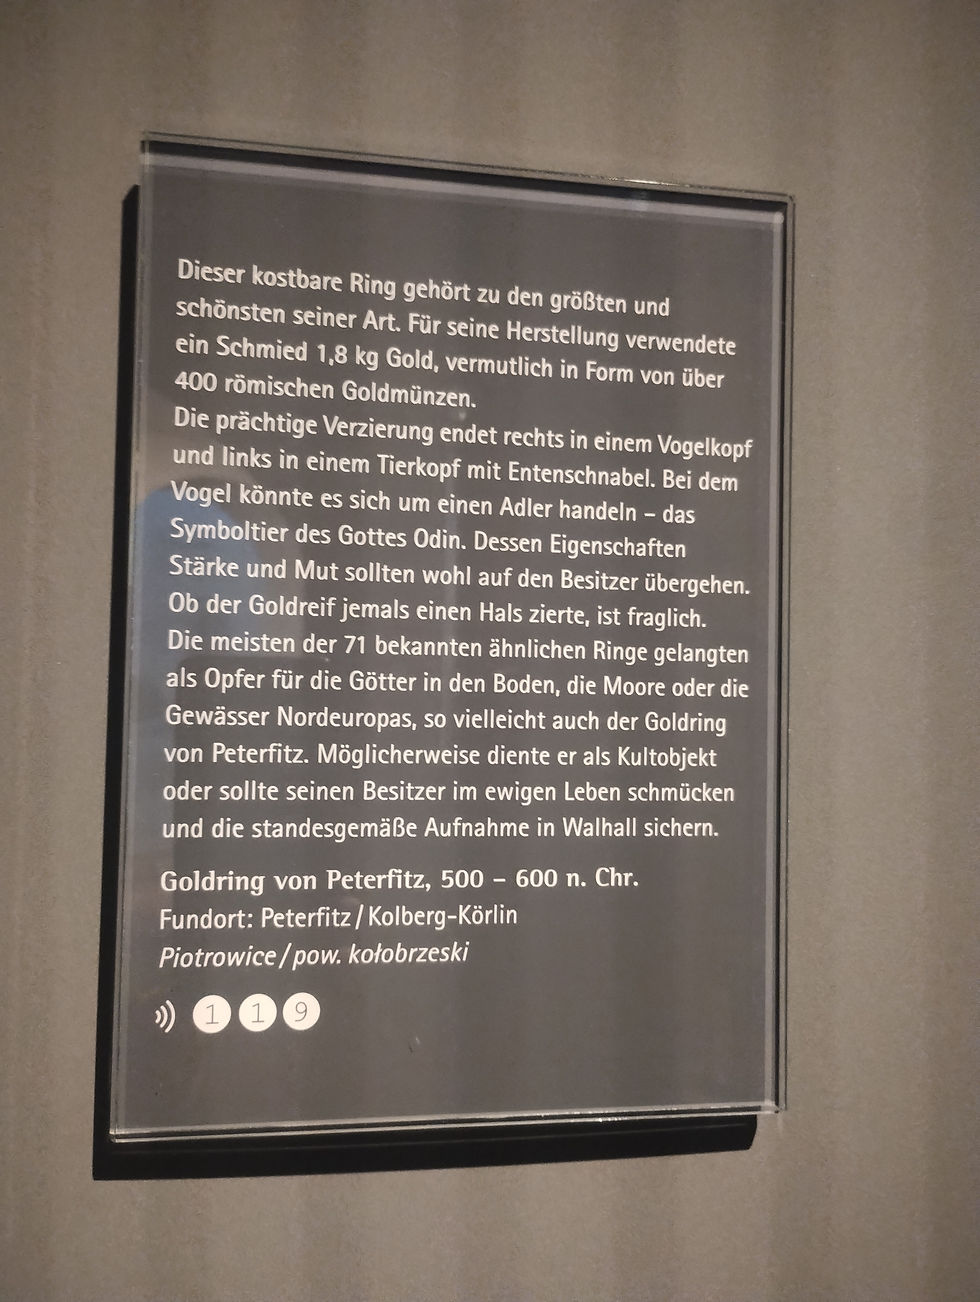 Dieser kostbare Ring gehört zu den größten und
schönsten seiner Art. Für seine Herstellung verwendete
ein Schmied 1,8 kg Gold, vermutlich in Form von über
400 römischen Goldmünzen.
Die prächtige Verzierung endet rechts in einem Vogelkopf
und links in einem Tierkopf mit Entenschnabel. Bei dem
Vogel könnte es sich um einen Adler handeln – das
Symboltier des Gottes Odin. Dessen Eigenschaften
Stärke und Mut sollten wohl auf den Besitzer übergehen.
Ob der Goldreif jemals einen Hals zierte, ist fraglich.
Die meisten der 71 bekannten ähnlichen Ringe gelangten
als Opfer für die Götter in den Boden, die Moore oder die
Gewässer Nordeuropas, so vielleicht auch der Goldring
von Peterfitz. Möglicherweise diente er als Kultobjekt
oder sollte seinen Besitzer im ewigen Leben schmücken
und die standesgemäße Aufnahme in Walhall sichern.
Goldring von Peterfitz, 500 – 600 n. Chr.
Fundort: Peterfitz / Kolberg-Körlin
Piotrowice / pow. kołobrzeski
1 1 9